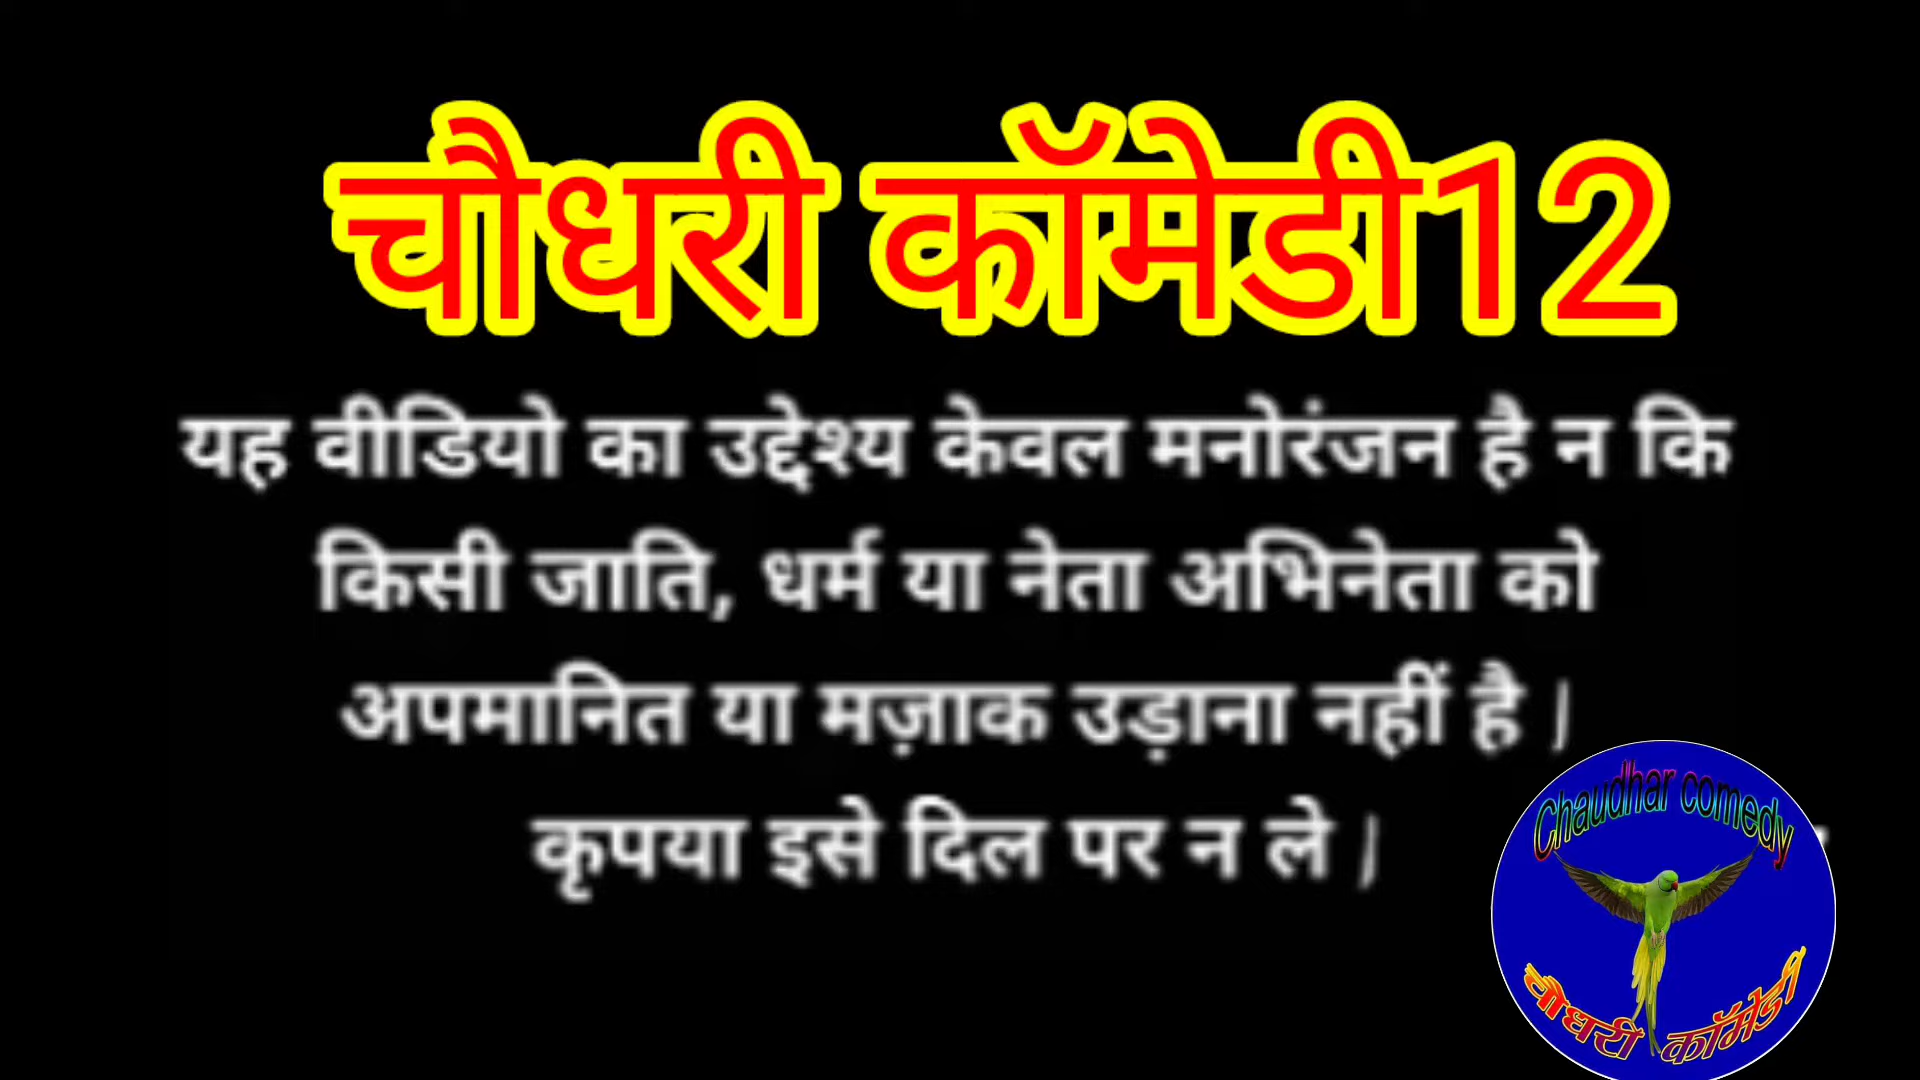 चौधरी कॉमेडी12
यह वीडियो का उद्देश्य केवल मनोरंजन है न कि
किसी जाति, धर्म या नेता अभिनेता को
अपमानित या मज़ाक उड़ाना नहीं है |
कृपया इसे दिल पर न ले |
Chaudhar comedy
चौधरी कॉमेडी